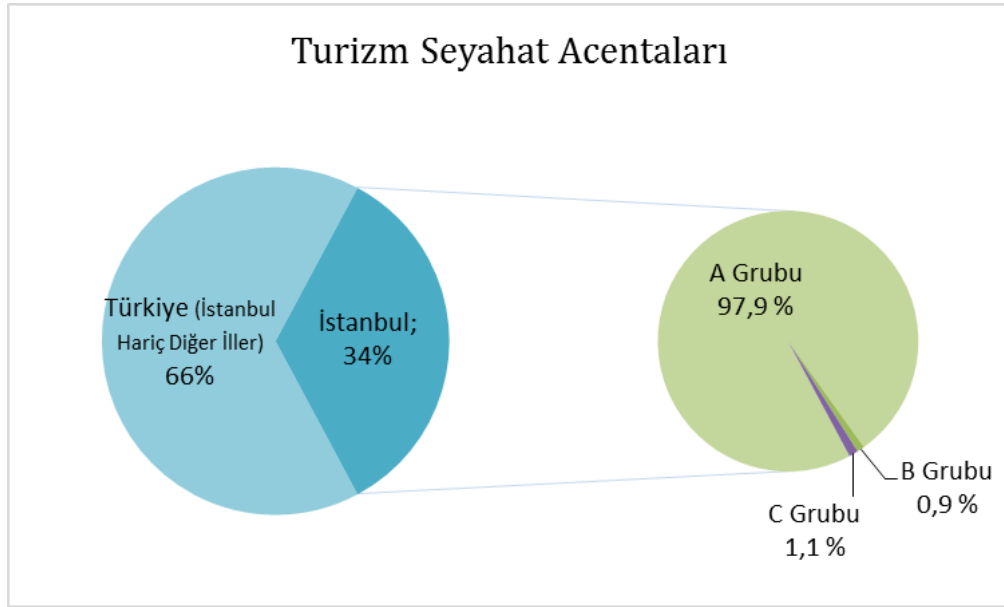 Turizm Seyahat Acentaları
Türkiye (İstanbul
Hariç Diğer İller)
66%
İstanbul;
34%
A Grubu
97,9 %
B Grubu
0,9 %
C Grubu
1,1 %